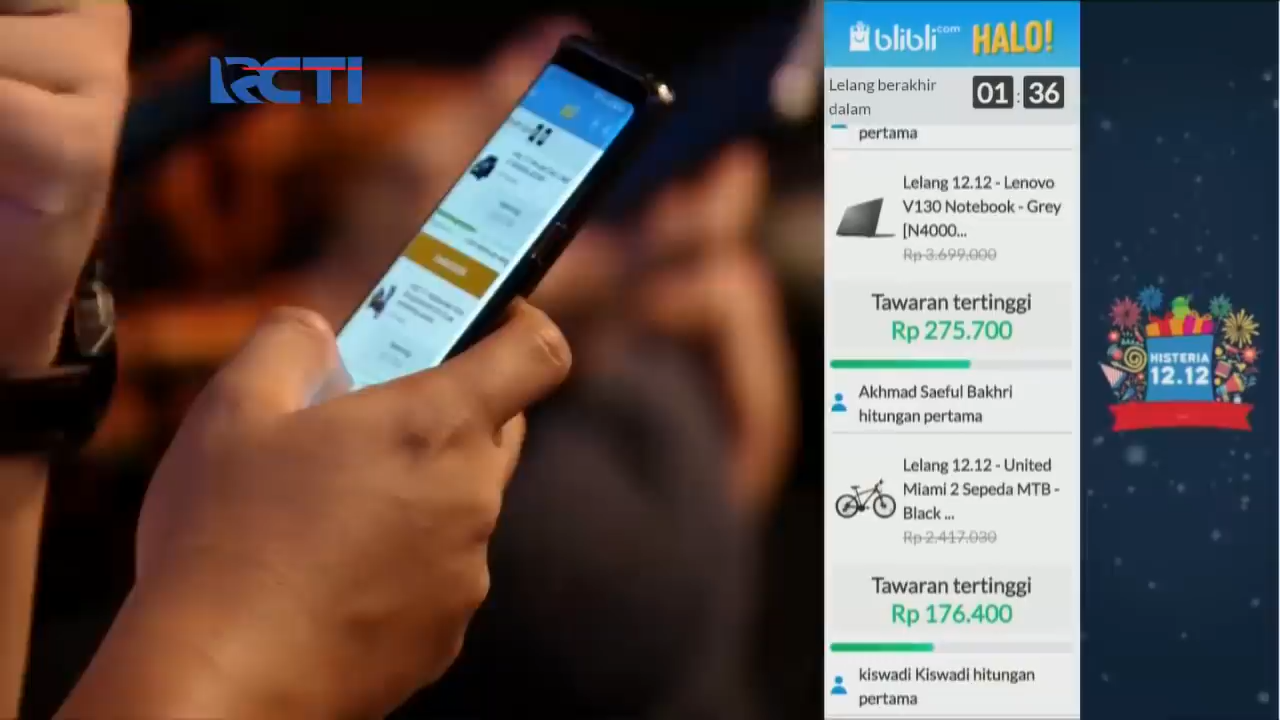 RCTI
blibli.com HALO!
Lelang berakhir
dalam
01 : 36
pertama
Lelang 12.12 - Lenovo
V130 Notebook - Grey
[N4000...
Rp 3.699.000
Tawaran tertinggi
Rp 275.700
Akhmad Saeful Bakhri
hitungan pertama
Lelang 12.12 - United
Miami 2 Sepeda MTB -
Black ...
Rp 2.417.030
Tawaran tertinggi
Rp 176.400
kiswadi Kiswadi hitungan
pertama
HISTERIA
12.12